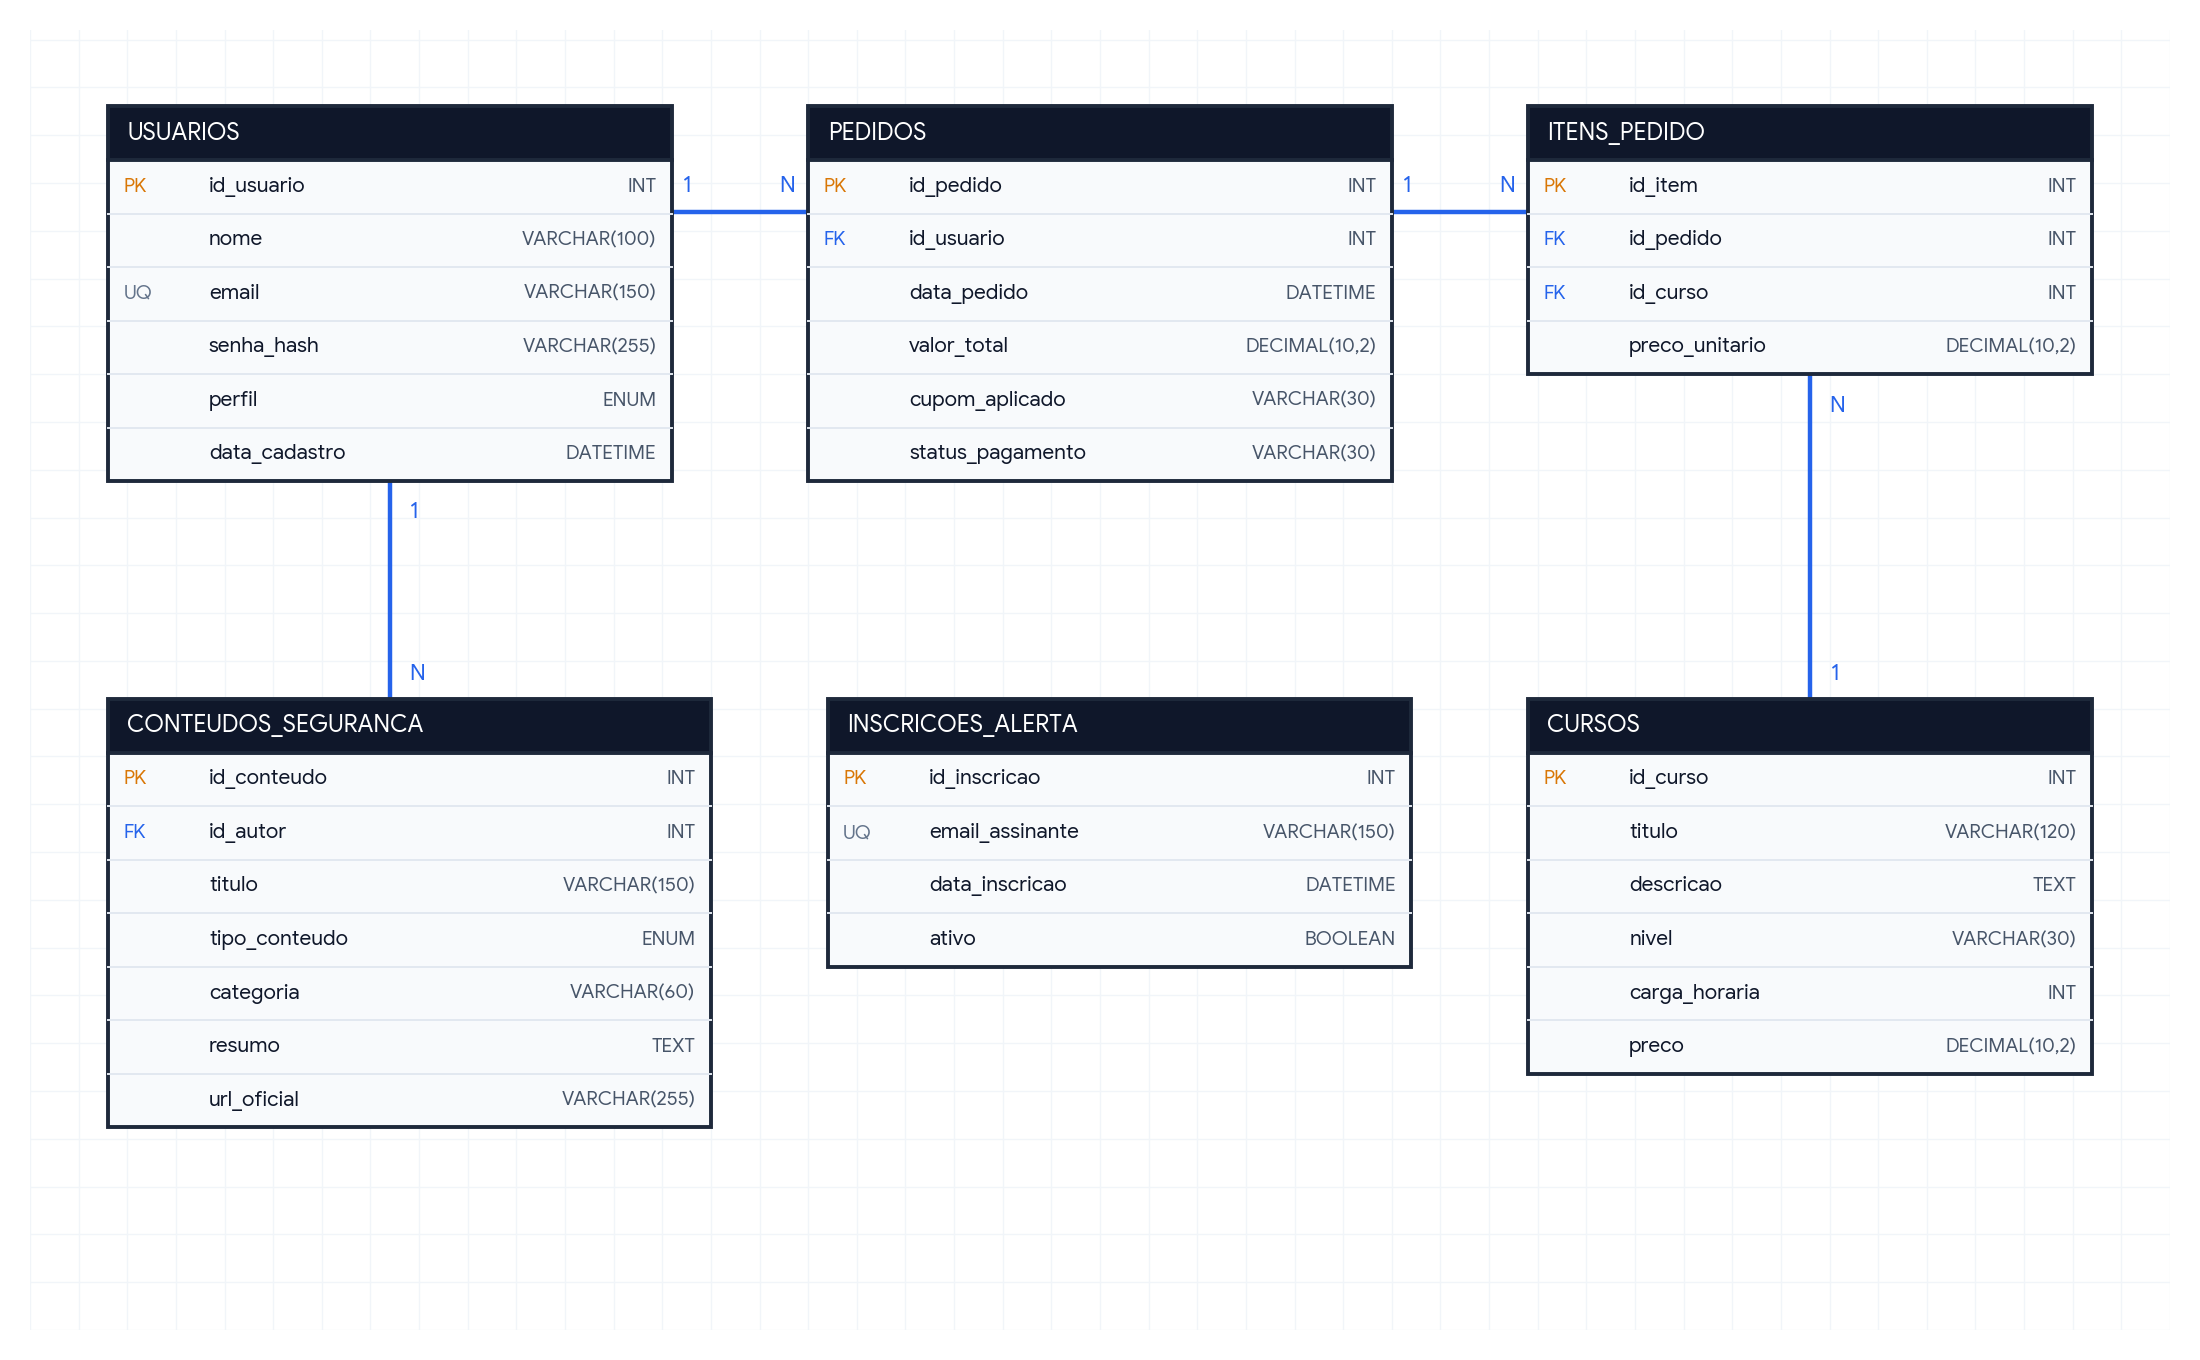 USUARIOS
PK id_usuario INT
nome VARCHAR(100)
UQ email VARCHAR(150)
senha_hash VARCHAR(255)
perfil ENUM
data_cadastro DATETIME
1 N
PEDIDOS
PK id_pedido INT
FK id_usuario INT
data_pedido DATETIME
valor_total DECIMAL(10,2)
cupom_aplicado VARCHAR(30)
status_pagamento VARCHAR(30)
1 N
ITENS_PEDIDO
PK id_item INT
FK id_pedido INT
FK id_curso INT
preco_unitario DECIMAL(10,2)
1
N
N
1
CONTEUDOS_SEGURANCA
PK id_conteudo INT
FK id_autor INT
titulo VARCHAR(150)
tipo_conteudo ENUM
categoria VARCHAR(60)
resumo TEXT
url_oficial VARCHAR(255)
INSCRICOES_ALERTA
PK id_inscricao INT
UQ email_assinante VARCHAR(150)
data_inscricao DATETIME
ativo BOOLEAN
CURSOS
PK id_curso INT
titulo VARCHAR(120)
descricao TEXT
nivel VARCHAR(30)
carga_horaria INT
preco DECIMAL(10,2)